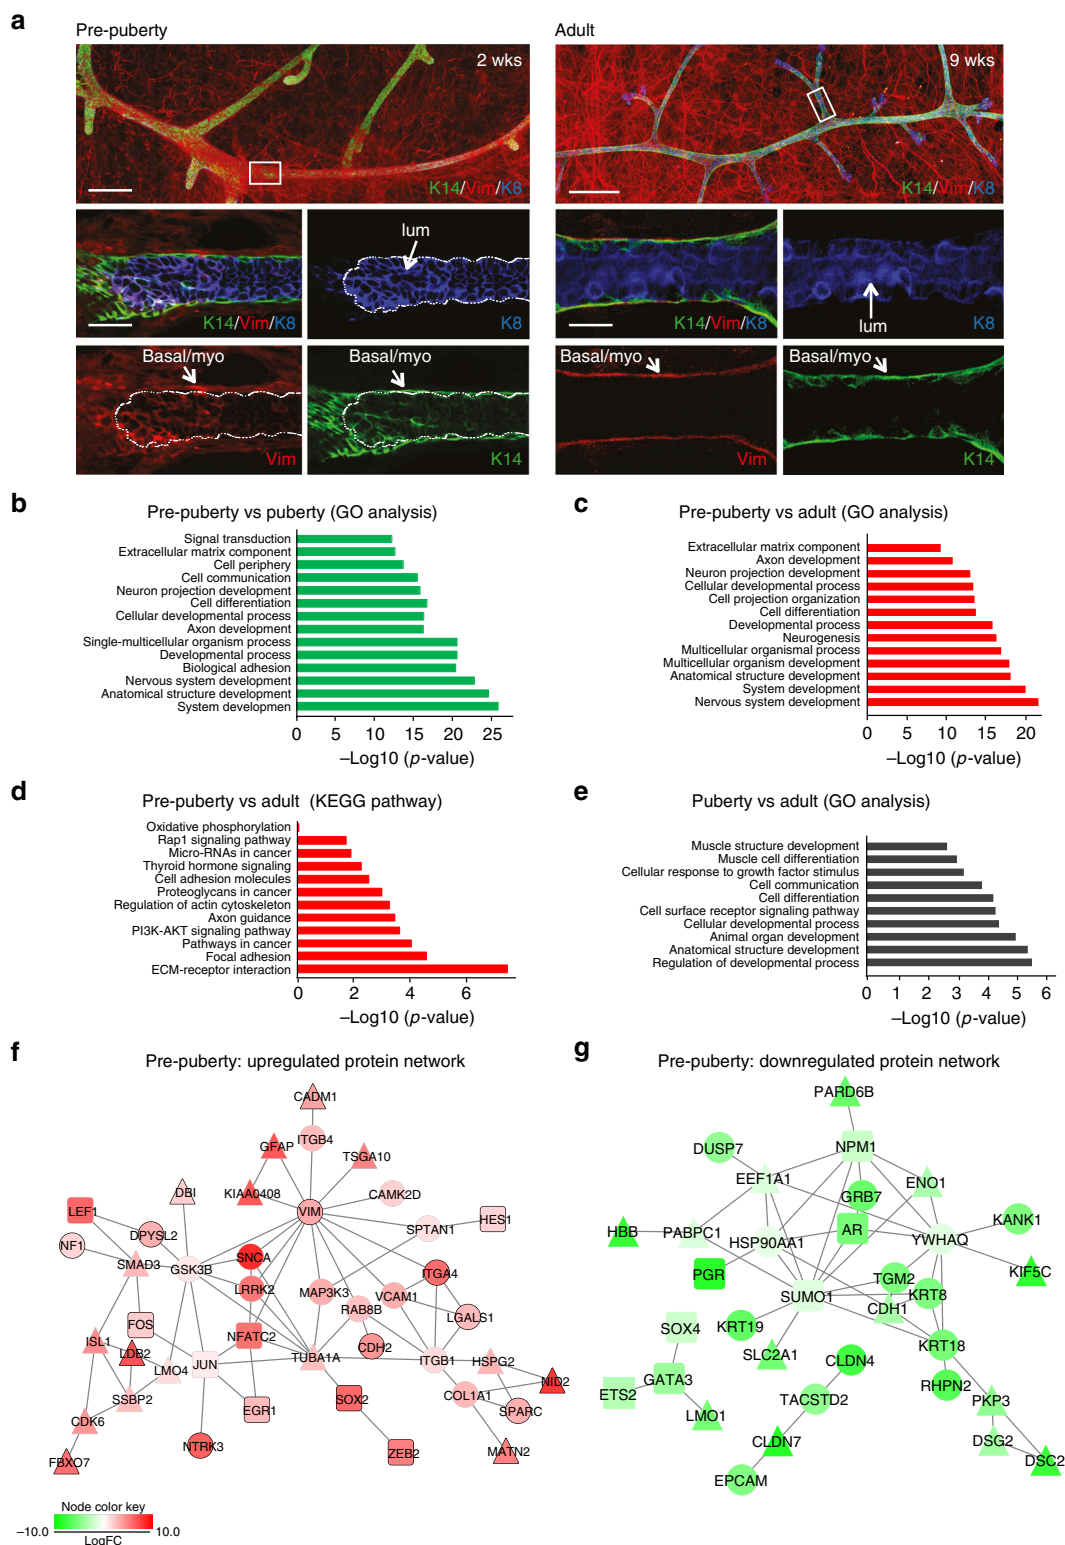 a
Pre-puberty
Adult
2 wks
9 wks
K14/Vim/K8
K14/Vim/K8
lum
K14/Vim/K8
K8
K14/Vim/K8
lum
K8
Basal/myo
Basal/myo
Basal/myo
Basal/myo
Vim
K14
Vim
K14
b
Pre-puberty vs puberty (GO analysis)
Signal transduction
Extracellular matrix component
Cell periphery
Cell communication
Neuron projection development
Cell differentiation
Cellular developmental process
Axon development
Single-multicellular organism process
Developmental process
Biological adhesion
Nervous system development
Anatomical structure development
System developmen
0 5 10 15 20 25
–Log10 (p-value)
c
Pre-puberty vs adult (GO analysis)
Extracellular matrix component
Axon development
Neuron projection development
Cellular developmental process
Cell projection organization
Cell differentiation
Developmental process
Neurogenesis
Multicellular organismal process
Multicellular organism development
Anatomical structure development
System development
Nervous system development
0 5 10 15 20
–Log10 (p-value)
d
Pre-puberty vs adult (KEGG pathway)
Oxidative phosphorylation
Rap1 signaling pathway
Micro-RNAs in cancer
Thyroid hormone signaling
Cell adhesion molecules
Proteoglycans in cancer
Regulation of actin cytoskeleton
Axon guidance
PI3K-AKT signaling pathway
Pathways in cancer
Focal adhesion
ECM-receptor interaction
0 2 4 6
–Log10 (p-value)
e
Puberty vs adult (GO analysis)
Muscle structure development
Muscle cell differentiation
Cellular response to growth factor stimulus
Cell communication
Cell differentiation
Cell surface receptor signaling pathway
Cellular developmental process
Animal organ development
Anatomical structure development
Regulation of developmental process
0 1 2 3 4 5 6
–Log10 (p-value)
f
Pre-puberty: upregulated protein network
CADM1
GFAP
ITGB4
TSGA10
DBI
KIAA0408
CAMK2D
LEF1
VIM
HES1
NF1
DPYSL2
SPTAN1
SMAD3
GSK3B
SNCA
ITGA4
LRRK2
MAP3K3
VCAM1
RAB8B
LGALS1
FOS
NFATC2
ISL1
LDB2
CDH2
LMO4
JUN
TUBA1A
ITGB1
HSPG2
NID2
SSBP2
EGR1
SOX2
COL1A1
SPARC
CDK6
NTRK3
ZEB2
MATN2
FBXO7
Node color key
–10.0
10.0
LogFC
g
Pre-puberty: downregulated protein network
PARD6B
DUSP7
NPM1
EEF1A1
ENO1
GRB7
KANK1
HBB
PABPC1
AR
HSP90AA1
YWHAQ
PGR
TGM2
KIF5C
SUMO1
KRT8
CDH1
SOX4
KRT19
SLC2A1
KRT18
CLDN4
GATA3
RHPN2
ETS2
TACSTD2
PKP3
LMO1
CLDN7
DSG2
DSC2
EPCAM